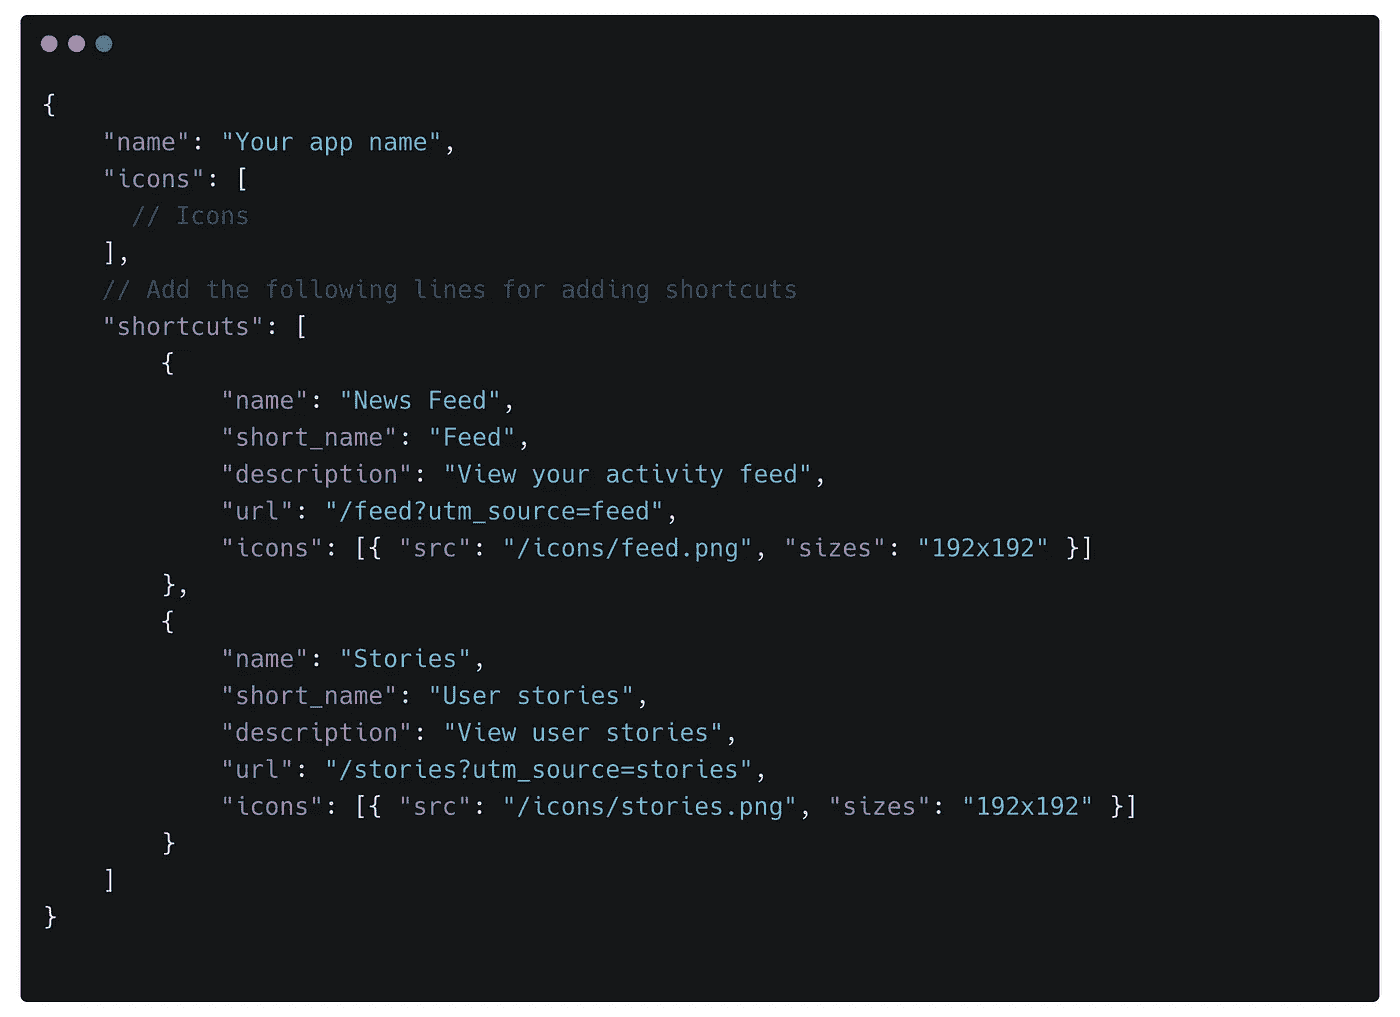 {
    "name": "Your app name",
    "icons": [
      // Icons
    ],
    // Add the following lines for adding shortcuts
    "shortcuts": [
        {
            "name": "News Feed",
            "short_name": "Feed",
            "description": "View your activity feed",
            "url": "/feed?utm_source=feed",
            "icons": [{ "src": "/icons/feed.png", "sizes": "192x192" }]
        },
        {
            "name": "Stories",
            "short_name": "User stories",
            "description": "View user stories",
            "url": "/stories?utm_source=stories",
            "icons": [{ "src": "/icons/stories.png", "sizes": "192x192" }]
        }
    ]
}